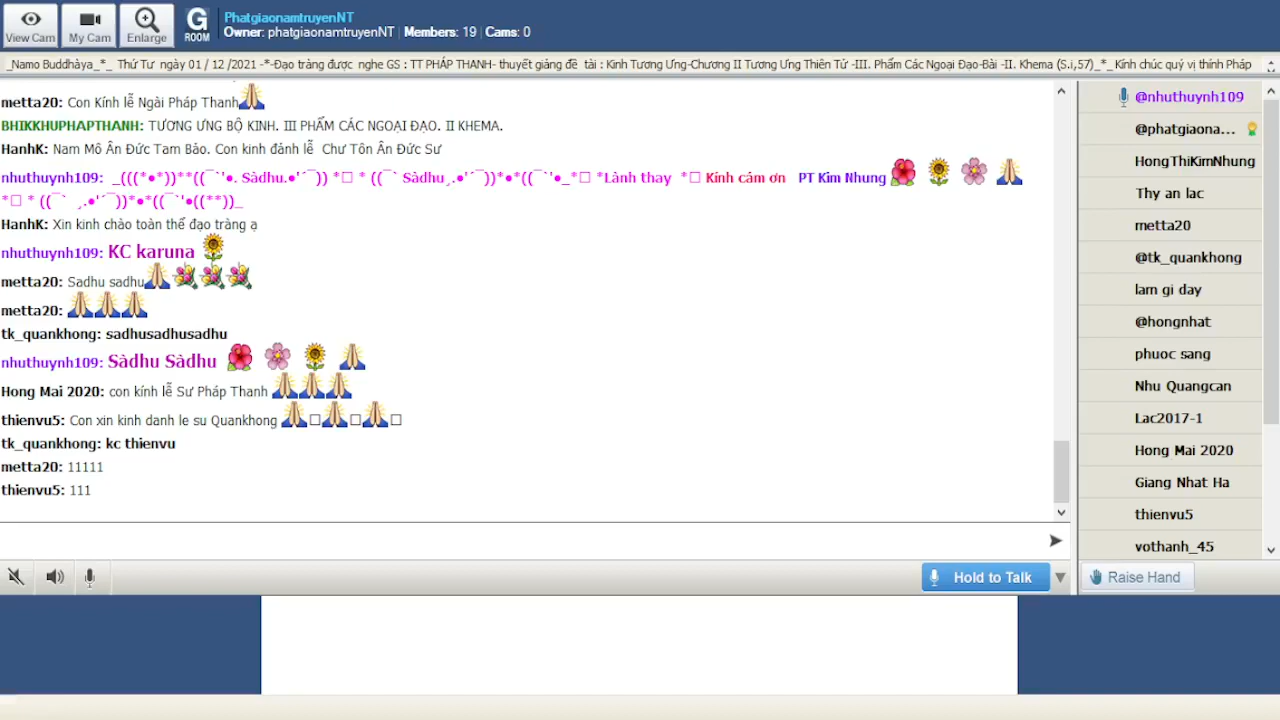 View Cam
My Cam
Enlarge
G ROOM
PhatgiaonamtruyenNT
Owner: phatgiaonamtruyenNT | Members: 19 | Cams: 0
_Namo Buddhàya_*_ Thứ Tư ngày 01 / 12 /2021 -*-Đạo tràng được nghe GS : TT PHÁP THANH- thuyết giảng đề tài : Kinh Tương Ưng-Chương II Tương Ưng Thiên Tử -III. Phẩm Các Ngoại Đạo-Bài -II. Khema (S.i,57)_*_Kính chúc quý vị thính Pháp
metta20: Con Kính lễ Ngài Pháp Thanh🙏
BHIKKHUPHAPTHANH: TƯƠNG ƯNG BỘ KINH. III PHẨM CÁC NGOẠI ĐẠO. II KHEMA.
HanhK: Nam Mô Ân Đức Tam Bảo. Con kinh đảnh lễ Chư Tôn Ân Đức Sư
nhuthuynh109: _(((*●*))**((¯`'●. Sàdhu.●'´¯)) *□ * ((¯` Sàdhu¸.●'´¯))*●*((¯`'●_*□ *Lành thay *□ Kính cám ơn PT Kim Nhung
*□ * ((¯` ¸.●'´¯))*●*((¯`'●((**))_
HanhK: Xin kinh chào toàn thể đạo tràng ạ
nhuthuynh109: KC karuna
metta20: Sadhu sadhu
metta20:
tk_quankhong: sadhusadhusadhu
nhuthuynh109: Sàdhu Sàdhu
Hong Mai 2020: con kính lễ Sư Pháp Thanh
thienvu5: Con xin kinh danh le su Quankhong
tk_quankhong: kc thienvu
metta20: 11111
thienvu5: 111
Hold to Talk
@nhuthuynh109
@phatgiaona...
HongThiKimNhung
Thy an lac
metta20
@tk_quankhong
lam gi day
@hongnhat
phuoc sang
Nhu Quangcan
Lac2017-1
Hong Mai 2020
Giang Nhat Ha
thienvu5
vothanh_45
Raise Hand